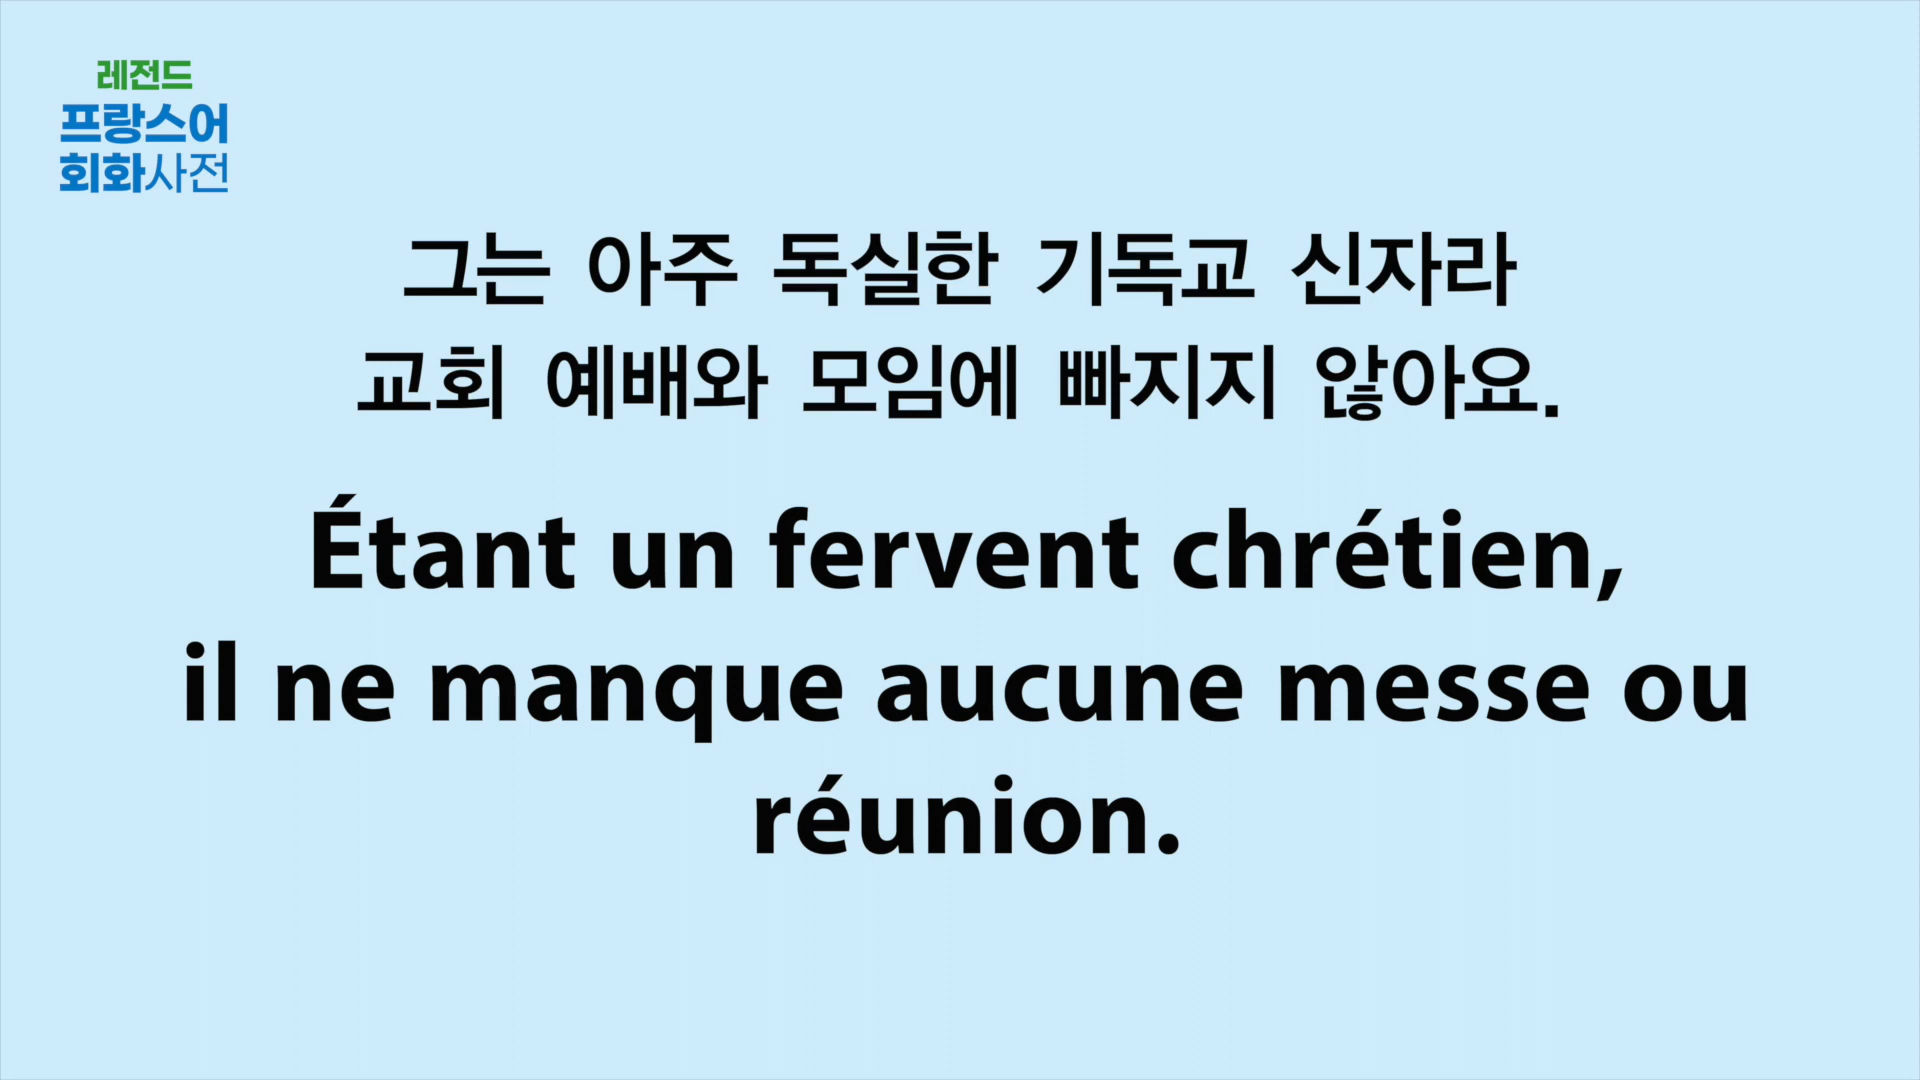 레전드
프랑스어
회화사전
그는 아주 독실한 기독교 신자라
교회 예배와 모임에 빠지지 않아요.
Étant un fervent chrétien,
il ne manque aucune messe ou
réunion.